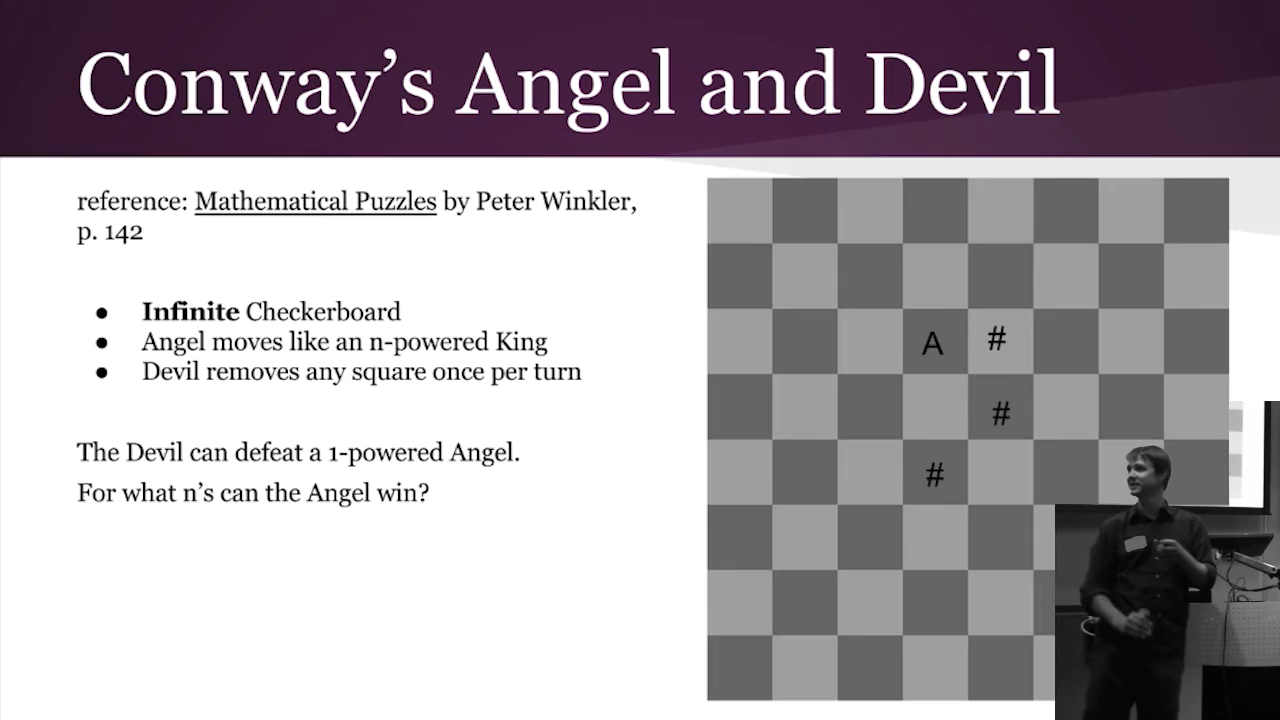 Conway's Angel and Devil
reference: Mathematical Puzzles by Peter Winkler,
p. 142
● Infinite Checkerboard
● Angel moves like an n-powered King
● Devil removes any square once per turn
The Devil can defeat a 1-powered Angel.
For what n's can the Angel win?
A #
#
#